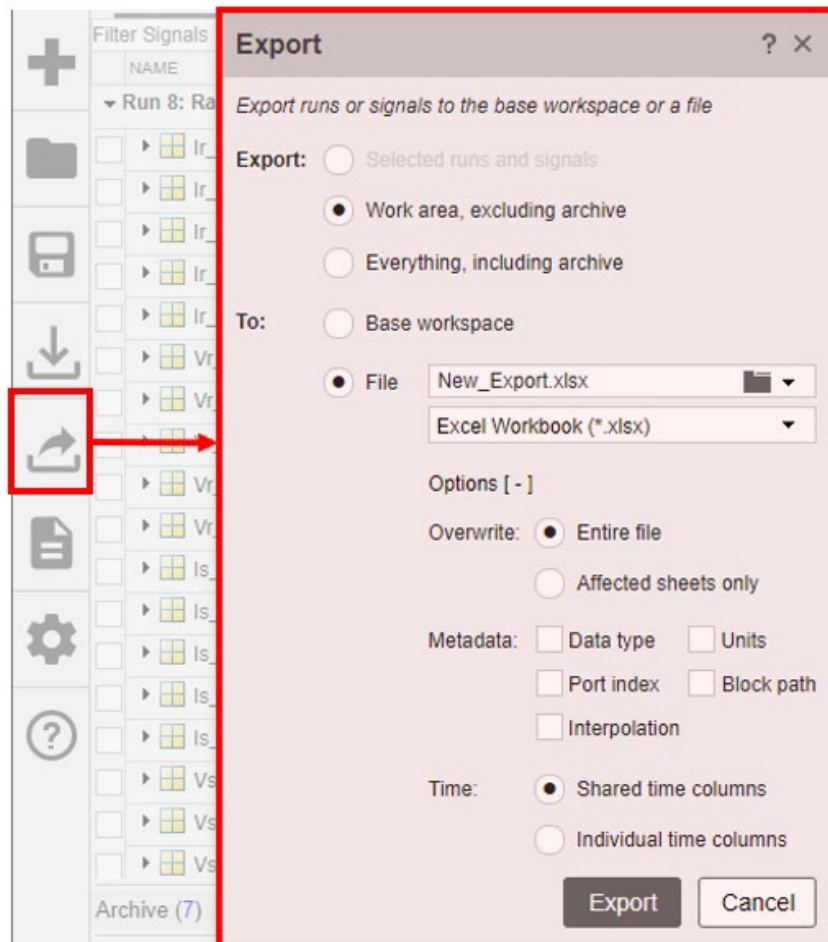 Filter Signals
NAME
Run 8: Ra
Ir_
Ir_
Ir_
Ir_
Ir_
Vr_
Vr_
Vr_
Vr_
Is_
Is_
Is_
Is_
Is_
Vs
Vs
Vs
Archive (7)
Export ? ×
Export runs or signals to the base workspace or a file
Export: Selected runs and signals
Work area, excluding archive
Everything, including archive
To: Base workspace
File New_Export.xlsx
Excel Workbook (*.xlsx)
Options [ - ]
Overwrite: Entire file
Affected sheets only
Metadata: Data type Units
Port index Block path
Interpolation
Time: Shared time columns
Individual time columns
Export Cancel